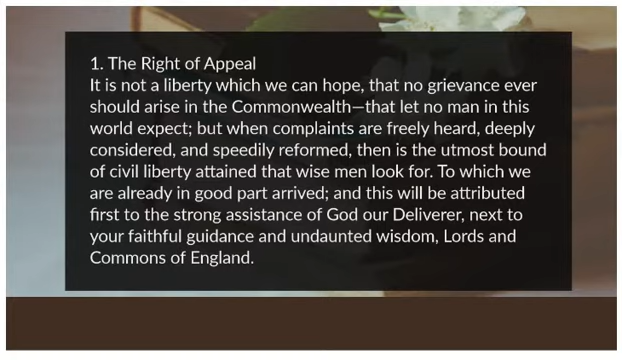 1. The Right of Appeal
It is not a liberty which we can hope, that no grievance ever
should arise in the Commonwealth—that let no man in this
world expect; but when complaints are freely heard, deeply
considered, and speedily reformed, then is the utmost bound
of civil liberty attained that wise men look for. To which we
are already in good part arrived; and this will be attributed
first to the strong assistance of God our Deliverer, next to
your faithful guidance and undaunted wisdom, Lords and
Commons of England.